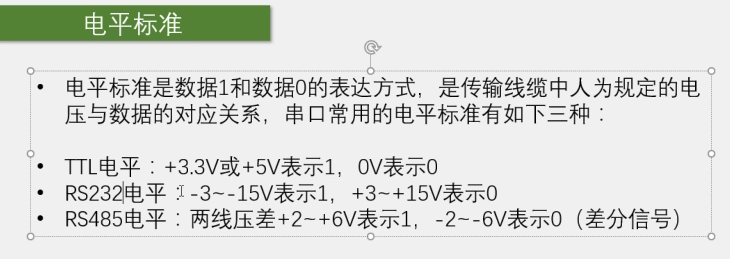 电平标准
• 电平标准是数据1和数据0的表达方式，是传输线缆中人为规定的电
压与数据的对应关系，串口常用的电平标准有如下三种：
• TTL电平：+3.3V或+5V表示1，0V表示0
• RS232电平：-3~-15V表示1，+3~+15V表示0
• RS485电平：两线压差+2~+6V表示1，-2~-6V表示0（差分信号）